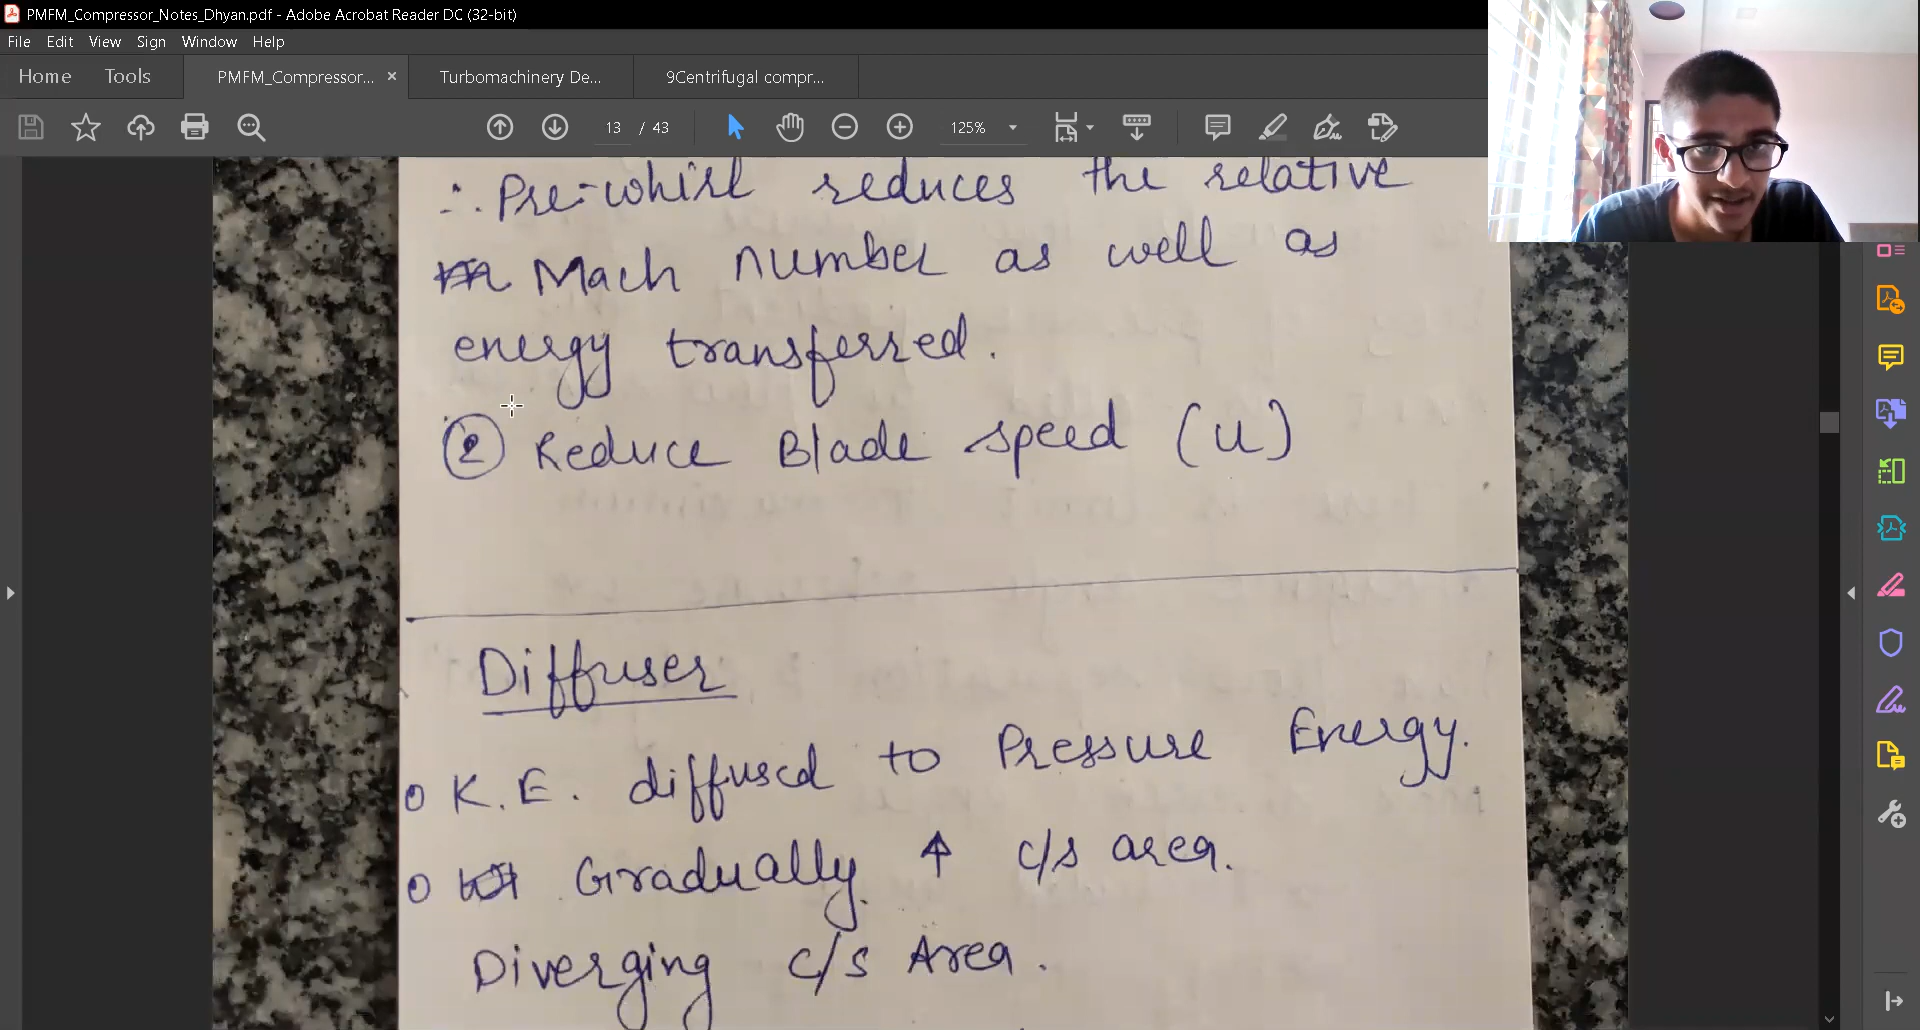 PMFM_Compressor_Notes_Dhyan.pdf - Adobe Acrobat Reader DC (32-bit)
File Edit View Sign Window Help
Home Tools PMFM_Compressor... × Turbomachinery De... 9Centrifugal compr...
13 / 43 125%
∴ Pre-whirl reduces the relative
Mach number as well as
energy transferred.
② Reduce Blade speed (U)
Diffuser
K.E. diffused to Pressure Energy.
Gradually ↑ c/s area.
Diverging c/s Area.